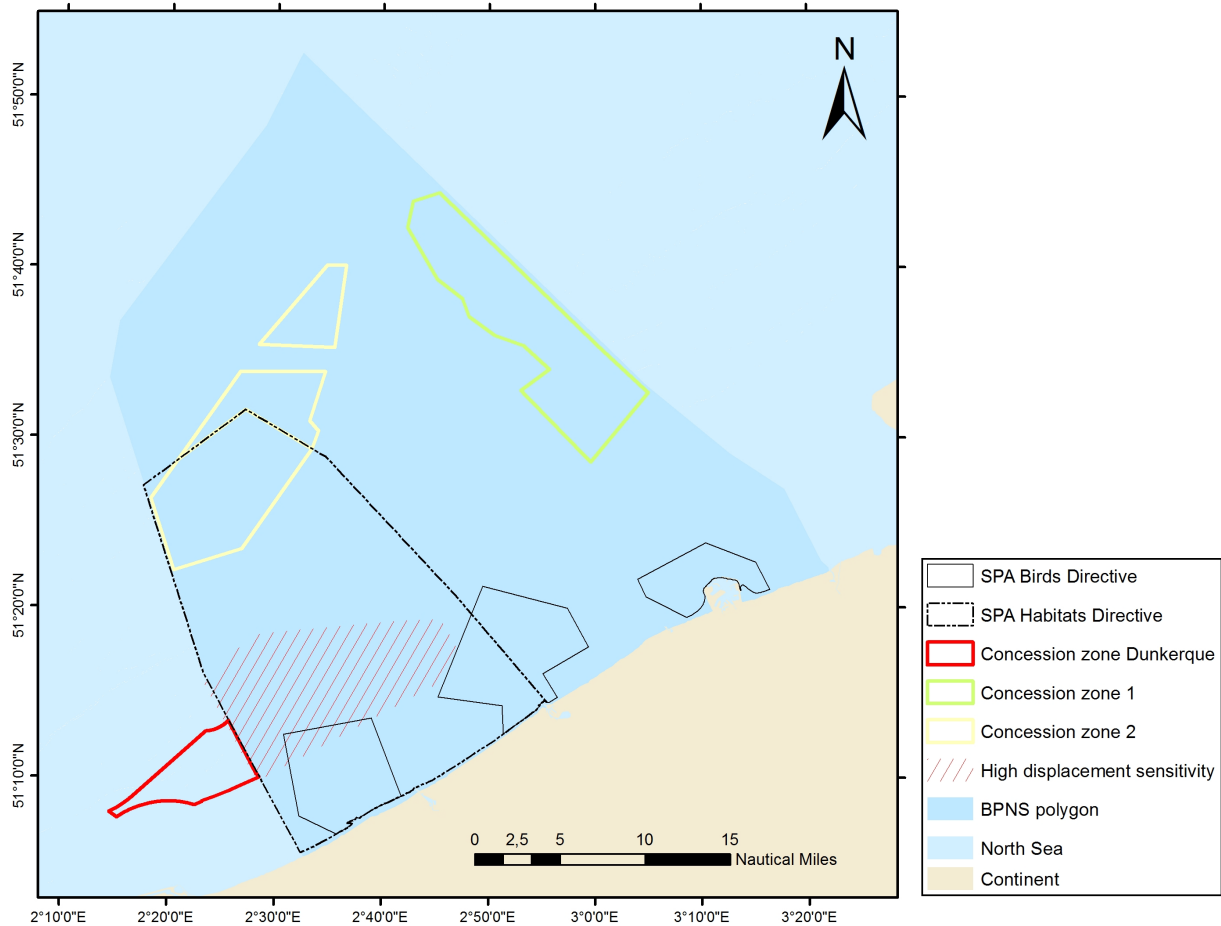 N
51°50'0"N
51°40'0"N
51°30'0"N
51°20'0"N
51°10'0"N
SPA Birds Directive
SPA Habitats Directive
Concession zone Dunkerque
Concession zone 1
Concession zone 2
High displacement sensitivity
BPNS polygon
North Sea
Continent
0 2,5 5 10 15
Nautical Miles
2°10'0"E 2°20'0"E 2°30'0"E 2°40'0"E 2°50'0"E 3°0'0"E 3°10'0"E 3°20'0"E